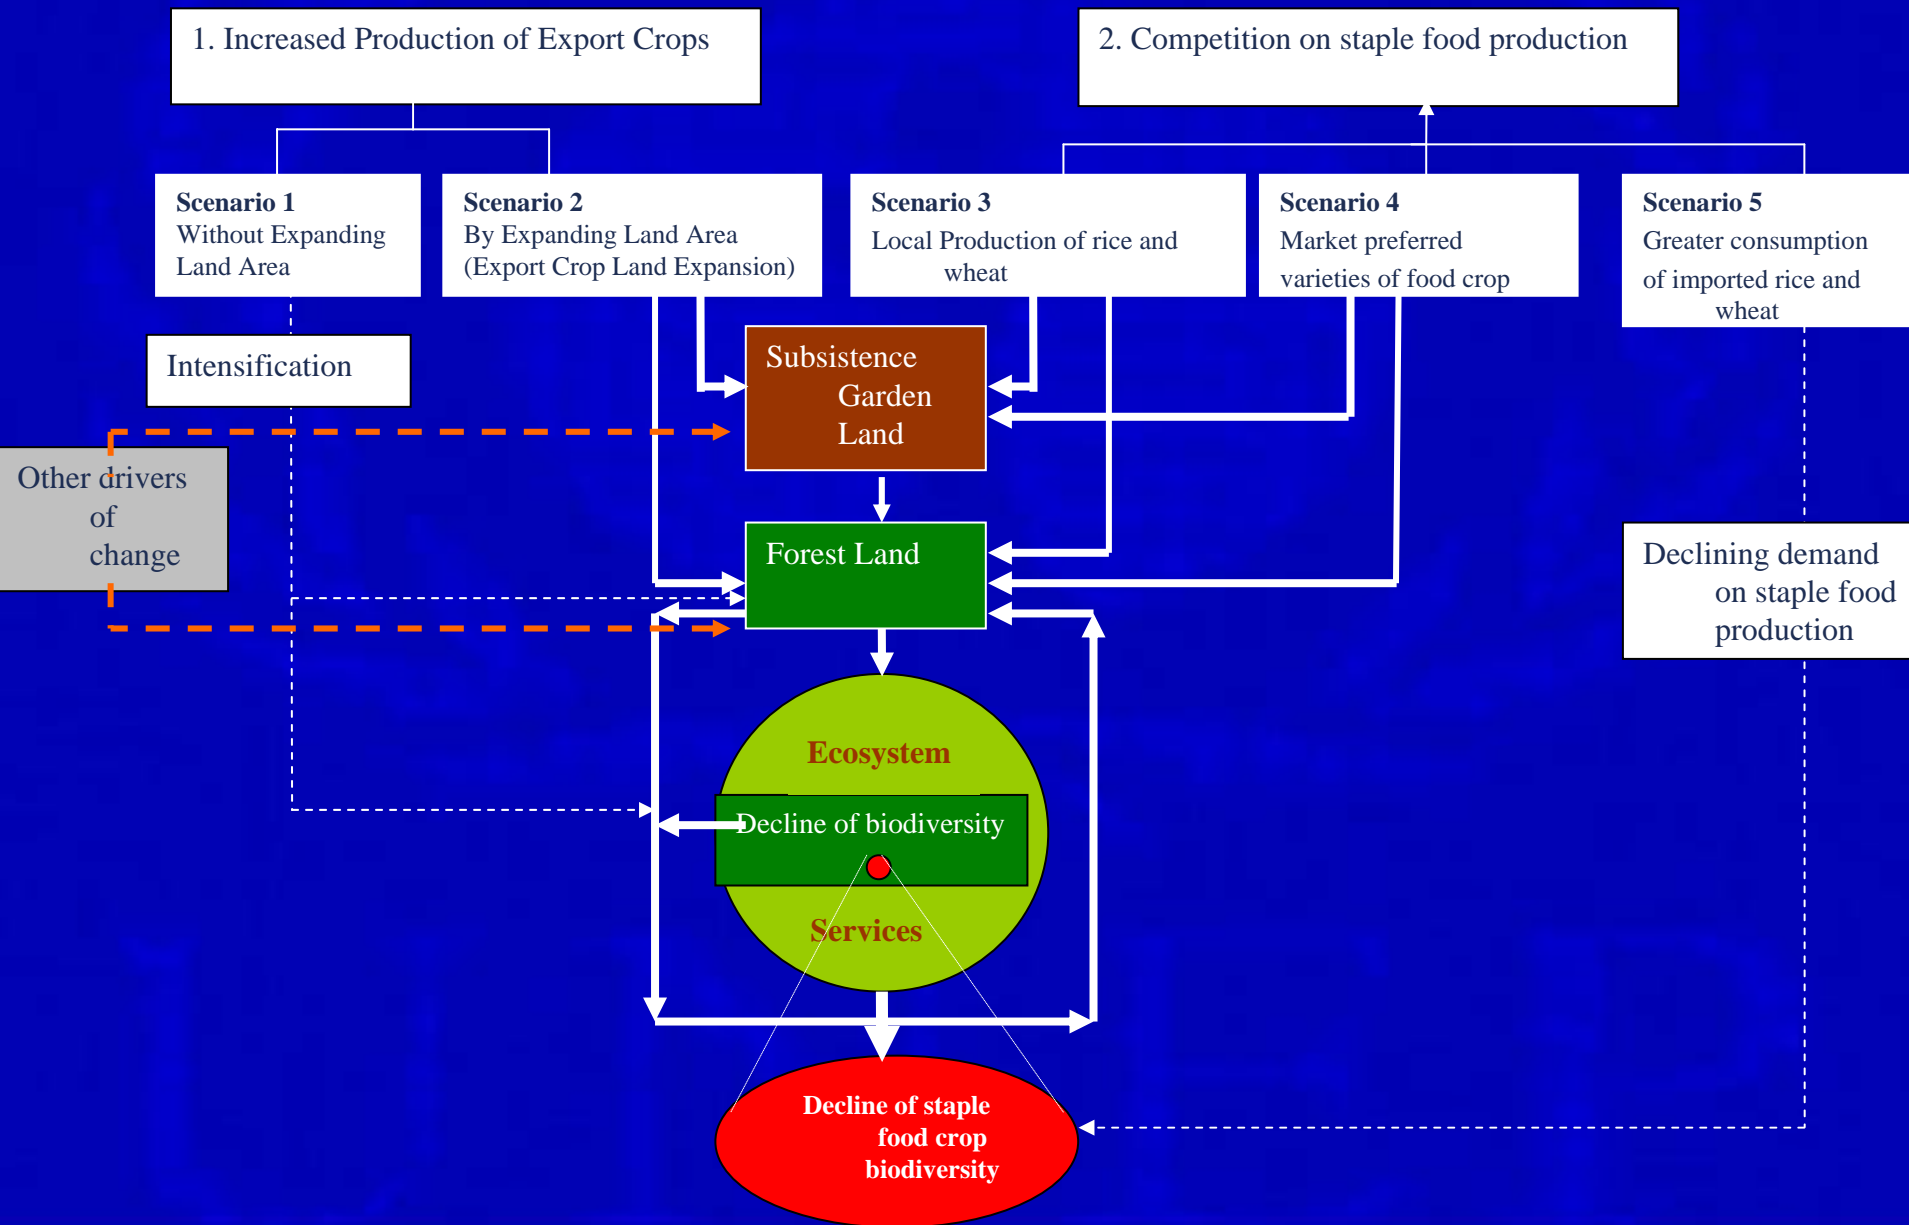 1. Increased Production of Export Crops
2. Competition on staple food production
Scenario 1
Without Expanding
Land Area
Scenario 2
By Expanding Land Area
(Export Crop Land Expansion)
Scenario 3
Local Production of rice and
wheat
Scenario 4
Market preferred
varieties of food crop
Scenario 5
Greater consumption
of imported rice and
wheat
Intensification
Subsistence
Garden
Land
Other drivers
of
change
Forest Land
Declining demand
on staple food
production
Ecosystem
Decline of biodiversity
Services
Decline of staple
food crop
biodiversity